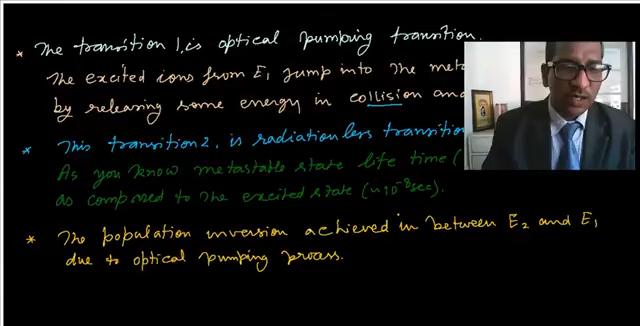 * The transition 1, is optical pumping transition.
The excited ions from E1 jump into the meta
by releasing some energy in collision and
* This transition 2, is radiation less transition
As you know metastable state life time (
as compared to the excited state (~10^-8 sec).
* The population inversion achieved in between E2 and E1
due to optical pumping process.